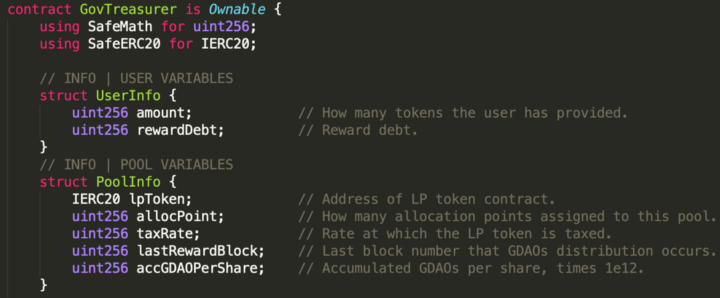 contract GovTreasurer is Ownable {
    using SafeMath for uint256;
    using SafeERC20 for IERC20;

    // INFO | USER VARIABLES
    struct UserInfo {
        uint256 amount;             // How many tokens the user has provided.
        uint256 rewardDebt;         // Reward debt.
    }
    // INFO | POOL VARIABLES
    struct PoolInfo {
        IERC20 lpToken;             // Address of LP token contract.
        uint256 allocPoint;         // How many allocation points assigned to this pool.
        uint256 taxRate;            // Rate at which the LP token is taxed.
        uint256 lastRewardBlock;    // Last block number that GDAOs distribution occurs.
        uint256 accGDAOPerShare;    // Accumulated GDAOs per share, times 1e12.
    }